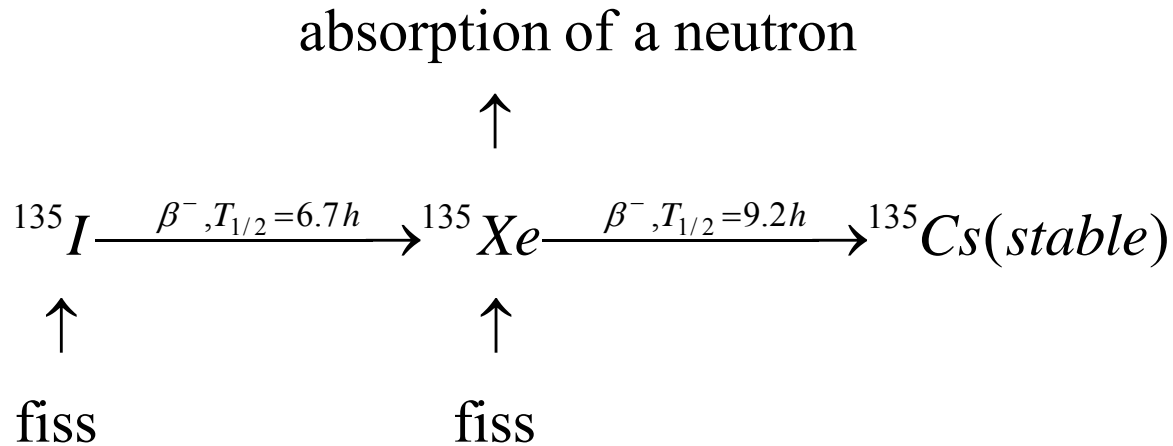 absorption of a neutron
↑
¹³⁵I —β⁻,T₁/₂=6.7h→ ¹³⁵Xe —β⁻,T₁/₂=9.2h→ ¹³⁵Cs(stable)
↑ ↑
fiss fiss